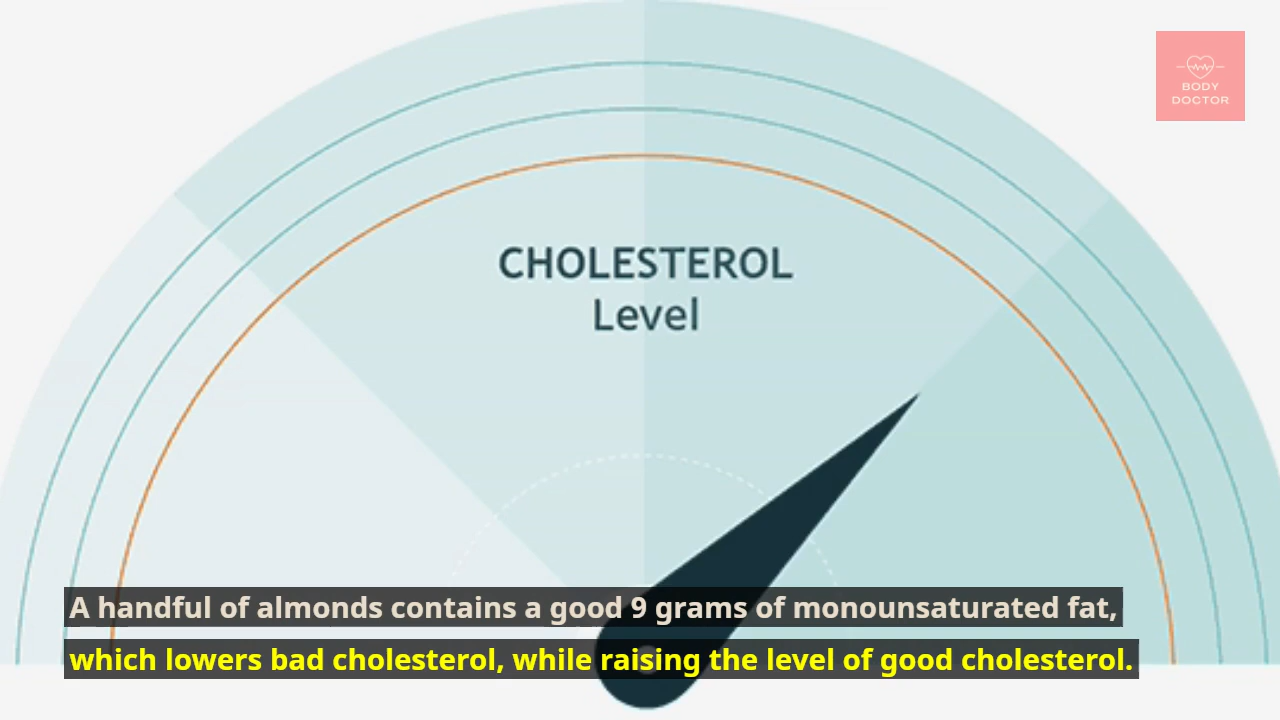 BODY
DOCTOR
CHOLESTEROL
Level
A handful of almonds contains a good 9 grams of monounsaturated fat,
which lowers bad cholesterol, while raising the level of good cholesterol.